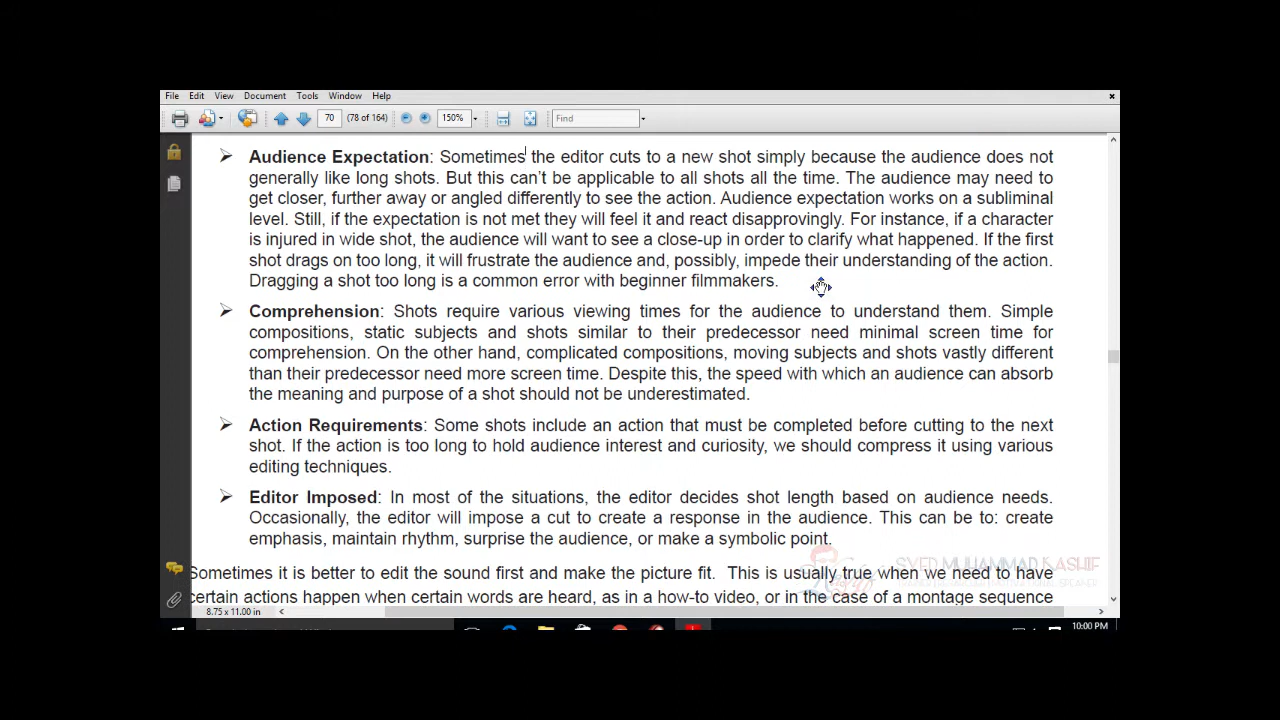 File Edit View Document Tools Window Help
70 (78 of 164) 150% Find
Audience Expectation: Sometimes the editor cuts to a new shot simply because the audience does not
generally like long shots. But this can't be applicable to all shots all the time. The audience may need to
get closer, further away or angled differently to see the action. Audience expectation works on a subliminal
level. Still, if the expectation is not met they will feel it and react disapprovingly. For instance, if a character
is injured in wide shot, the audience will want to see a close-up in order to clarify what happened. If the first
shot drags on too long, it will frustrate the audience and, possibly, impede their understanding of the action.
Dragging a shot too long is a common error with beginner filmmakers.
Comprehension: Shots require various viewing times for the audience to understand them. Simple
compositions, static subjects and shots similar to their predecessor need minimal screen time for
comprehension. On the other hand, complicated compositions, moving subjects and shots vastly different
than their predecessor need more screen time. Despite this, the speed with which an audience can absorb
the meaning and purpose of a shot should not be underestimated.
Action Requirements: Some shots include an action that must be completed before cutting to the next
shot. If the action is too long to hold audience interest and curiosity, we should compress it using various
editing techniques.
Editor Imposed: In most of the situations, the editor decides shot length based on audience needs.
Occasionally, the editor will impose a cut to create a response in the audience. This can be to: create
emphasis, maintain rhythm, surprise the audience, or make a symbolic point.
SYED MUHAMMAD KASHIF
Sometimes it is better to edit the sound first and make the picture fit. This is usually true when we need to have
certain actions happen when certain words are heard, as in a how-to video, or in the case of a montage sequence
8.75 x 11.00 in
10:00 PM